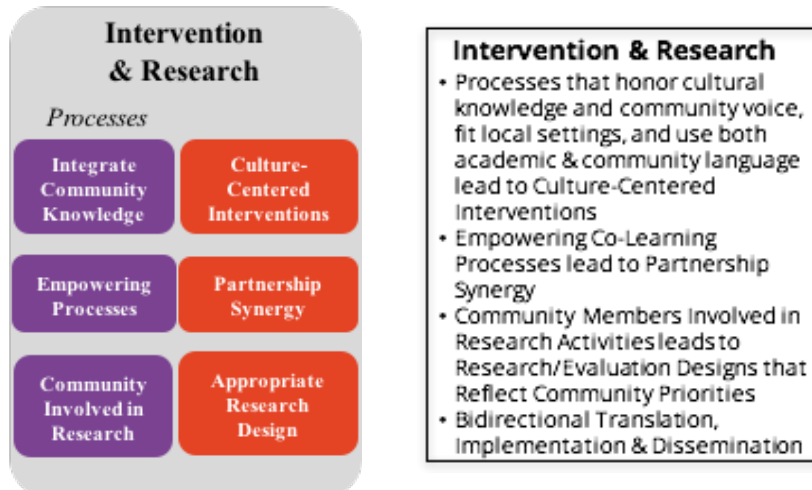 Intervention
& Research
Processes
Integrate
Community
Knowledge
Culture-
Centered
Interventions
Empowering
Processes
Partnership
Synergy
Community
Involved in
Research
Appropriate
Research
Design
Intervention & Research
• Processes that honor cultural
knowledge and community voice,
fit local settings, and use both
academic & community language
lead to Culture-Centered
Interventions
• Empowering Co-Learning
Processes lead to Partnership
Synergy
• Community Members Involved in
Research Activities leads to
Research/Evaluation Designs that
Reflect Community Priorities
• Bidirectional Translation,
Implementation & Dissemination